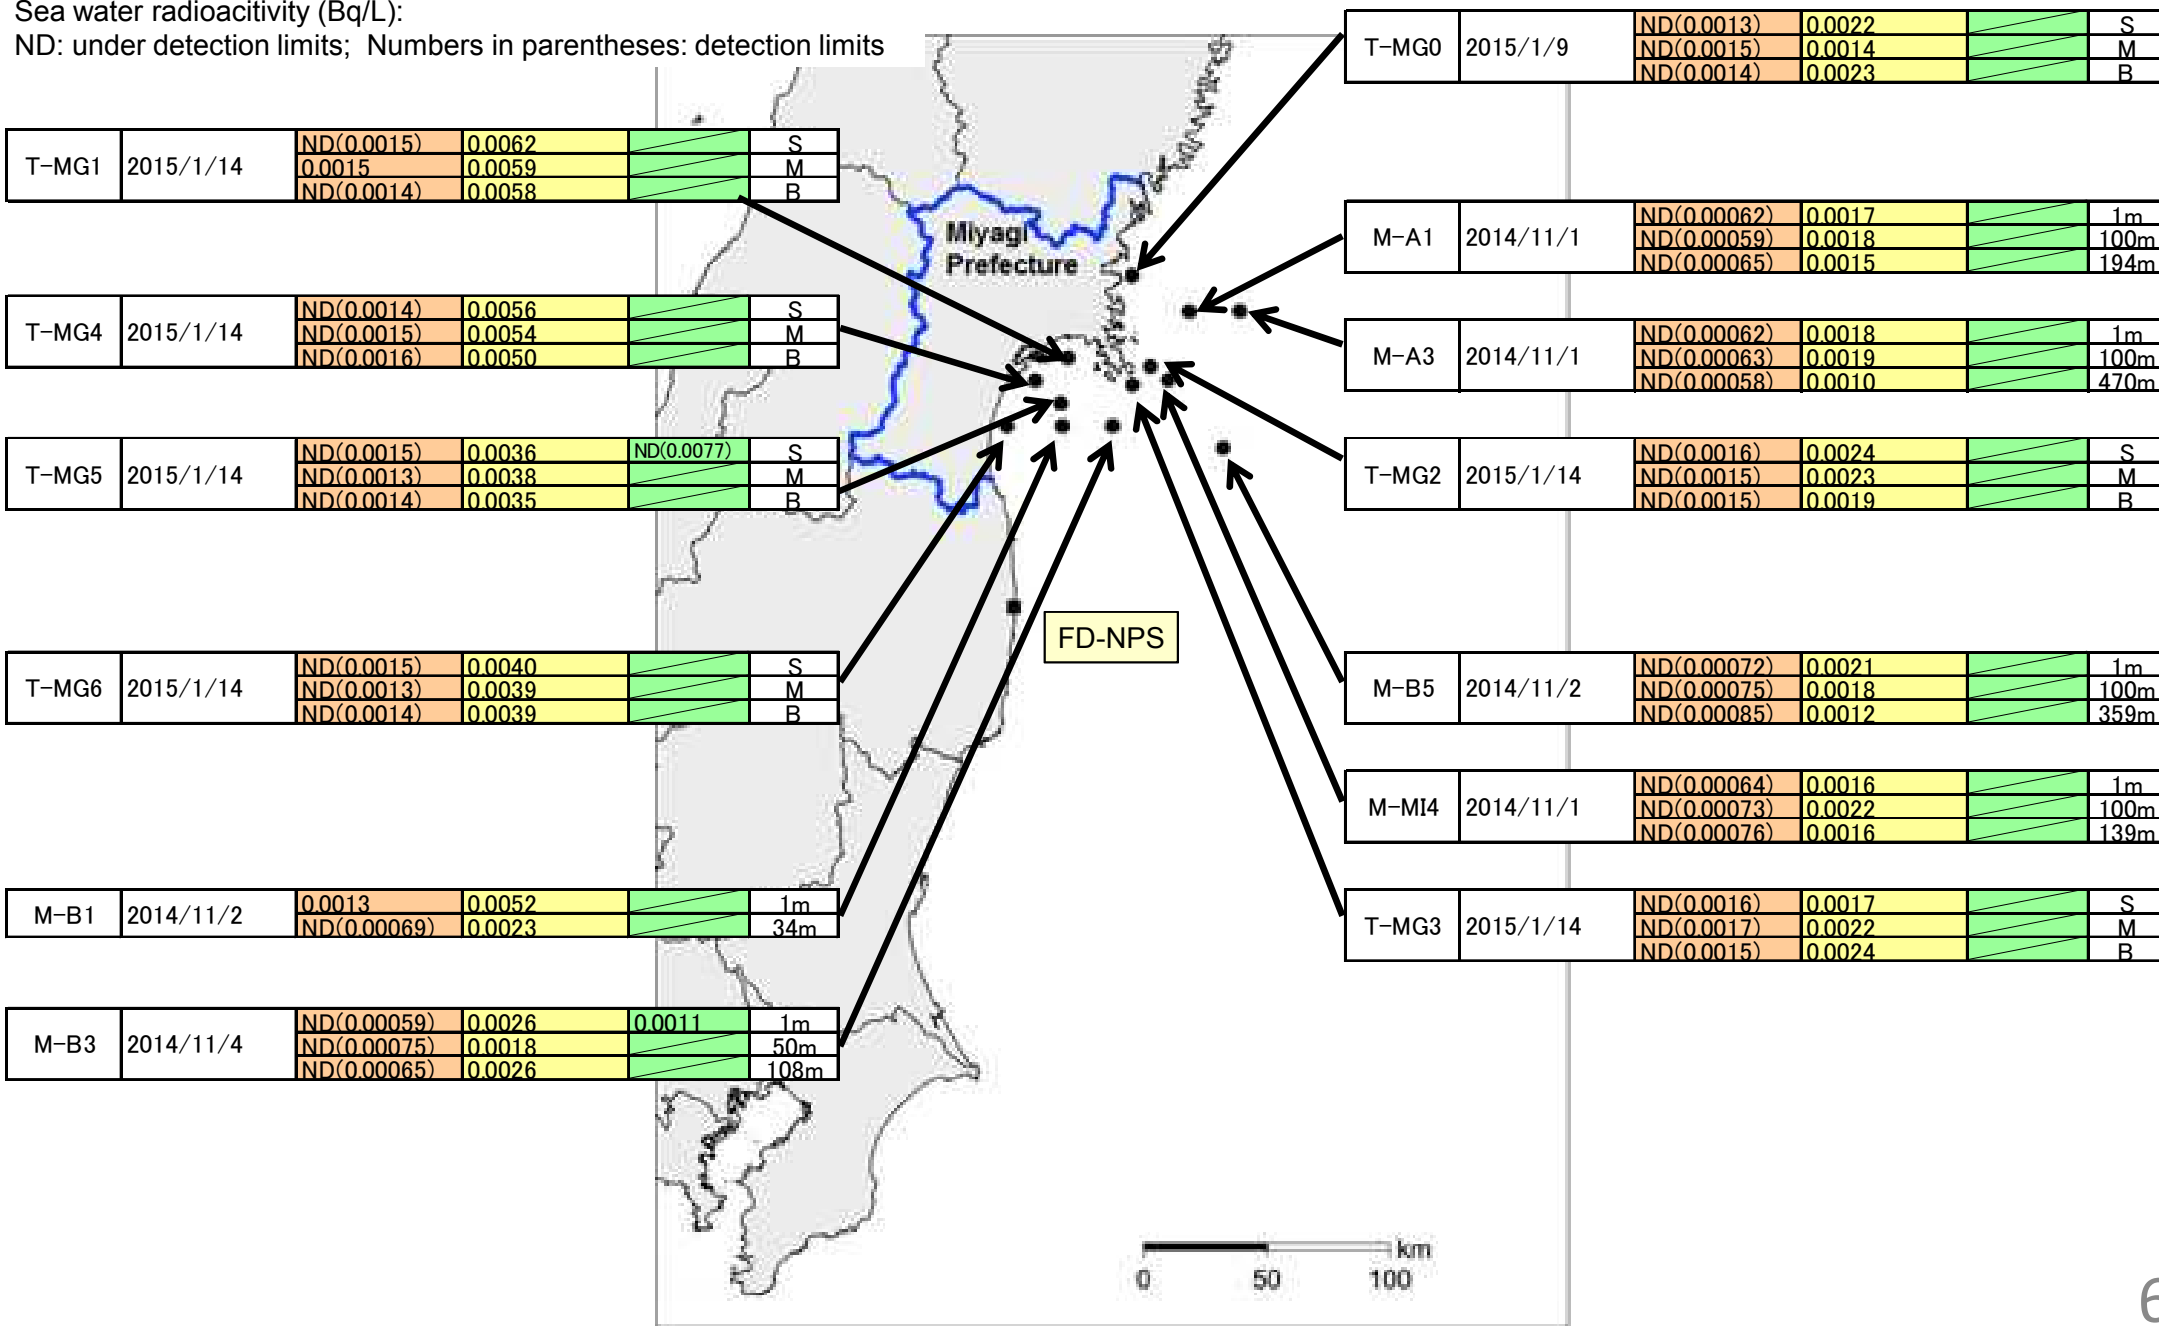 Sea water radioacitivity (Bq/L):
ND: under detection limits; Numbers in parentheses: detection limits
T-MG0 2015/1/9
ND(0.0013) 0.0022 S
ND(0.0015) 0.0014 M
ND(0.0014) 0.0023 B
T-MG1 2015/1/14
ND(0.0015) 0.0062 S
0.0015 0.0059 M
ND(0.0014) 0.0058 B
M-A1 2014/11/1
ND(0.00062) 0.0017 1m
ND(0.00059) 0.0018 100m
ND(0.00065) 0.0015 194m
Miyagi
Prefecture
T-MG4 2015/1/14
ND(0.0014) 0.0056 S
ND(0.0015) 0.0054 M
ND(0.0016) 0.0050 B
M-A3 2014/11/1
ND(0.00062) 0.0018 1m
ND(0.00063) 0.0019 100m
ND(0.00058) 0.0010 470m
T-MG5 2015/1/14
ND(0.0015) 0.0036 ND(0.0077) S
ND(0.0013) 0.0038 M
ND(0.0014) 0.0035 B
T-MG2 2015/1/14
ND(0.0016) 0.0024 S
ND(0.0015) 0.0023 M
ND(0.0015) 0.0019 B
FD-NPS
T-MG6 2015/1/14
ND(0.0015) 0.0040 S
ND(0.0013) 0.0039 M
ND(0.0014) 0.0039 B
M-B5 2014/11/2
ND(0.00072) 0.0021 1m
ND(0.00075) 0.0018 100m
ND(0.00085) 0.0012 359m
M-MI4 2014/11/1
ND(0.00064) 0.0016 1m
ND(0.00073) 0.0022 100m
ND(0.00076) 0.0016 139m
M-B1 2014/11/2
0.0013 0.0052 1m
ND(0.00069) 0.0023 34m
T-MG3 2015/1/14
ND(0.0016) 0.0017 S
ND(0.0017) 0.0022 M
ND(0.0015) 0.0024 B
M-B3 2014/11/4
ND(0.00059) 0.0026 0.0011 1m
ND(0.00075) 0.0018 50m
ND(0.00065) 0.0026 108m
km
0 50 100
6